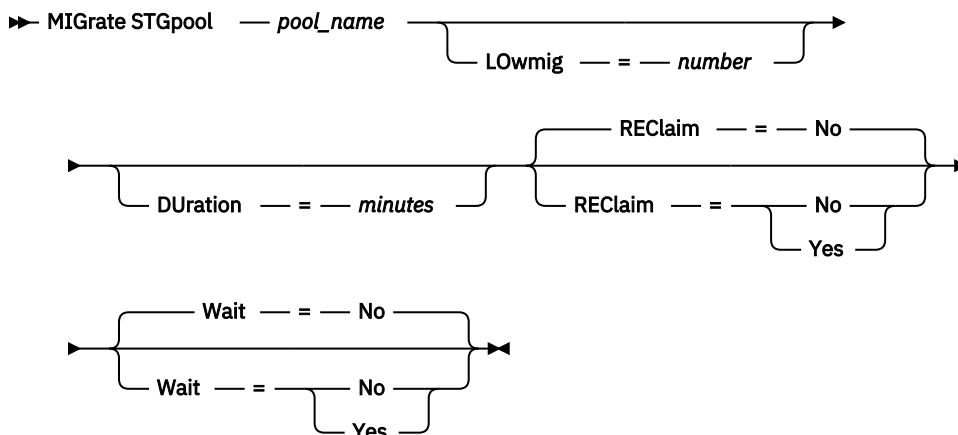 MIGrate STGpool pool_name
LOwmig = number
REClaim = No
DUration = minutes REClaim = No
Yes
Wait = No
Wait = No
Yes